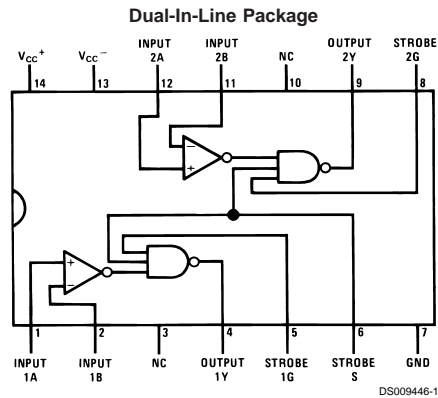 Dual-In-Line Package
VCC+
VCC−
INPUT 2A
INPUT 2B
NC
OUTPUT 2Y
STROBE 2G
14
13
12
11
10
9
8
−
+
+
−
1
2
3
4
5
6
7
INPUT 1A
INPUT 1B
NC
OUTPUT 1Y
STROBE 1G
STROBE S
GND
DS009446-1